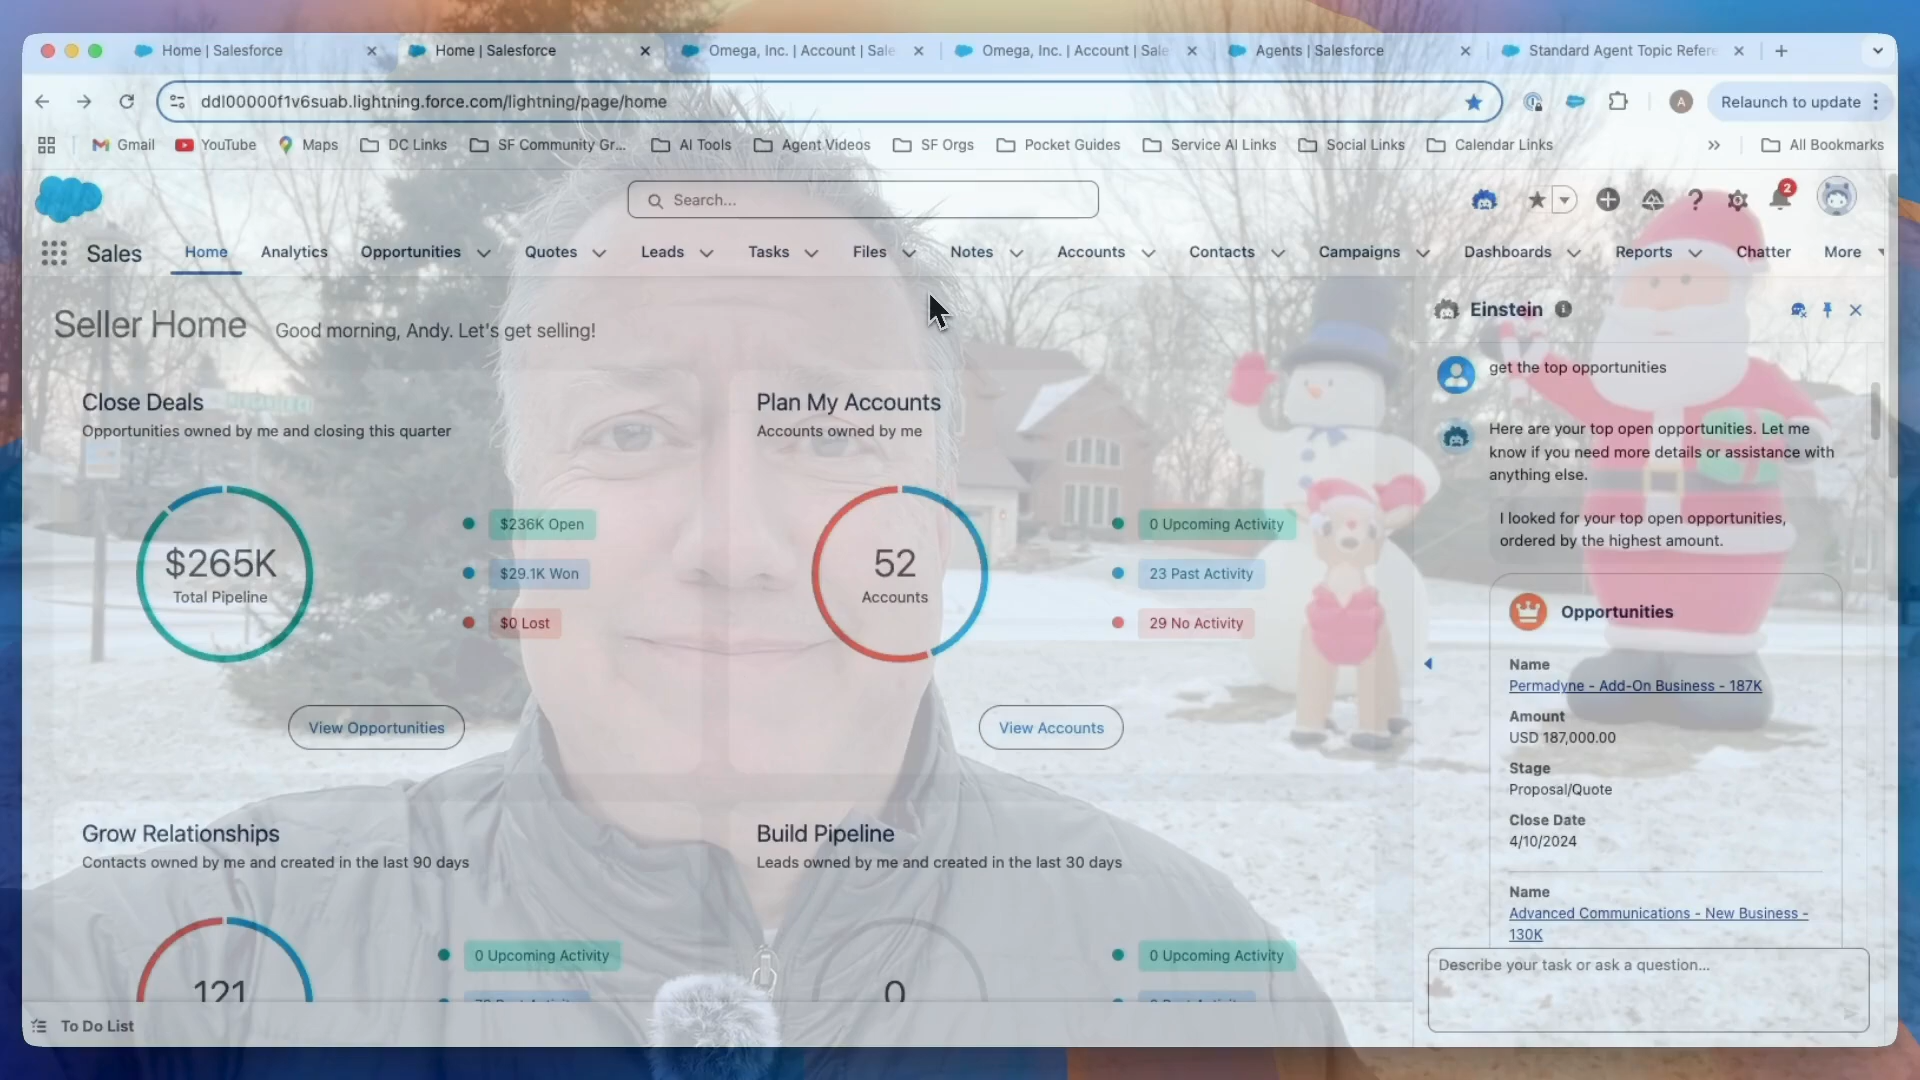 Home | Salesforce
Home | Salesforce
Omega, Inc. | Account | Sale
Omega, Inc. | Account | Sale
Agents | Salesforce
Standard Agent Topic Refere
ddl00000f1v6suab.lightning.force.com/lightning/page/home
A
Relaunch to update
Gmail
YouTube
Maps
DC Links
SF Community Gr...
AI Tools
Agent Videos
SF Orgs
Pocket Guides
Service AI Links
Social Links
Calendar Links
All Bookmarks
Search...
2
Sales
Home
Analytics
Opportunities
Quotes
Leads
Tasks
Files
Notes
Accounts
Contacts
Campaigns
Dashboards
Reports
Chatter
More
Seller Home
Good morning, Andy. Let's get selling!
Close Deals
Opportunities owned by me and closing this quarter
$265K
Total Pipeline
$236K Open
$29.1K Won
$0 Lost
View Opportunities
Plan My Accounts
Accounts owned by me
52
Accounts
0 Upcoming Activity
23 Past Activity
29 No Activity
View Accounts
Grow Relationships
Contacts owned by me and created in the last 90 days
121
0 Upcoming Activity
Build Pipeline
Leads owned by me and created in the last 30 days
0
0 Upcoming Activity
To Do List
Einstein
get the top opportunities
Here are your top open opportunities. Let me
know if you need more details or assistance with
anything else.
I looked for your top open opportunities,
ordered by the highest amount.
Opportunities
Name
Permadyne - Add-On Business - 187K
Amount
USD 187,000.00
Stage
Proposal/Quote
Close Date
4/10/2024
Name
Advanced Communications - New Business -
130K
Describe your task or ask a question...